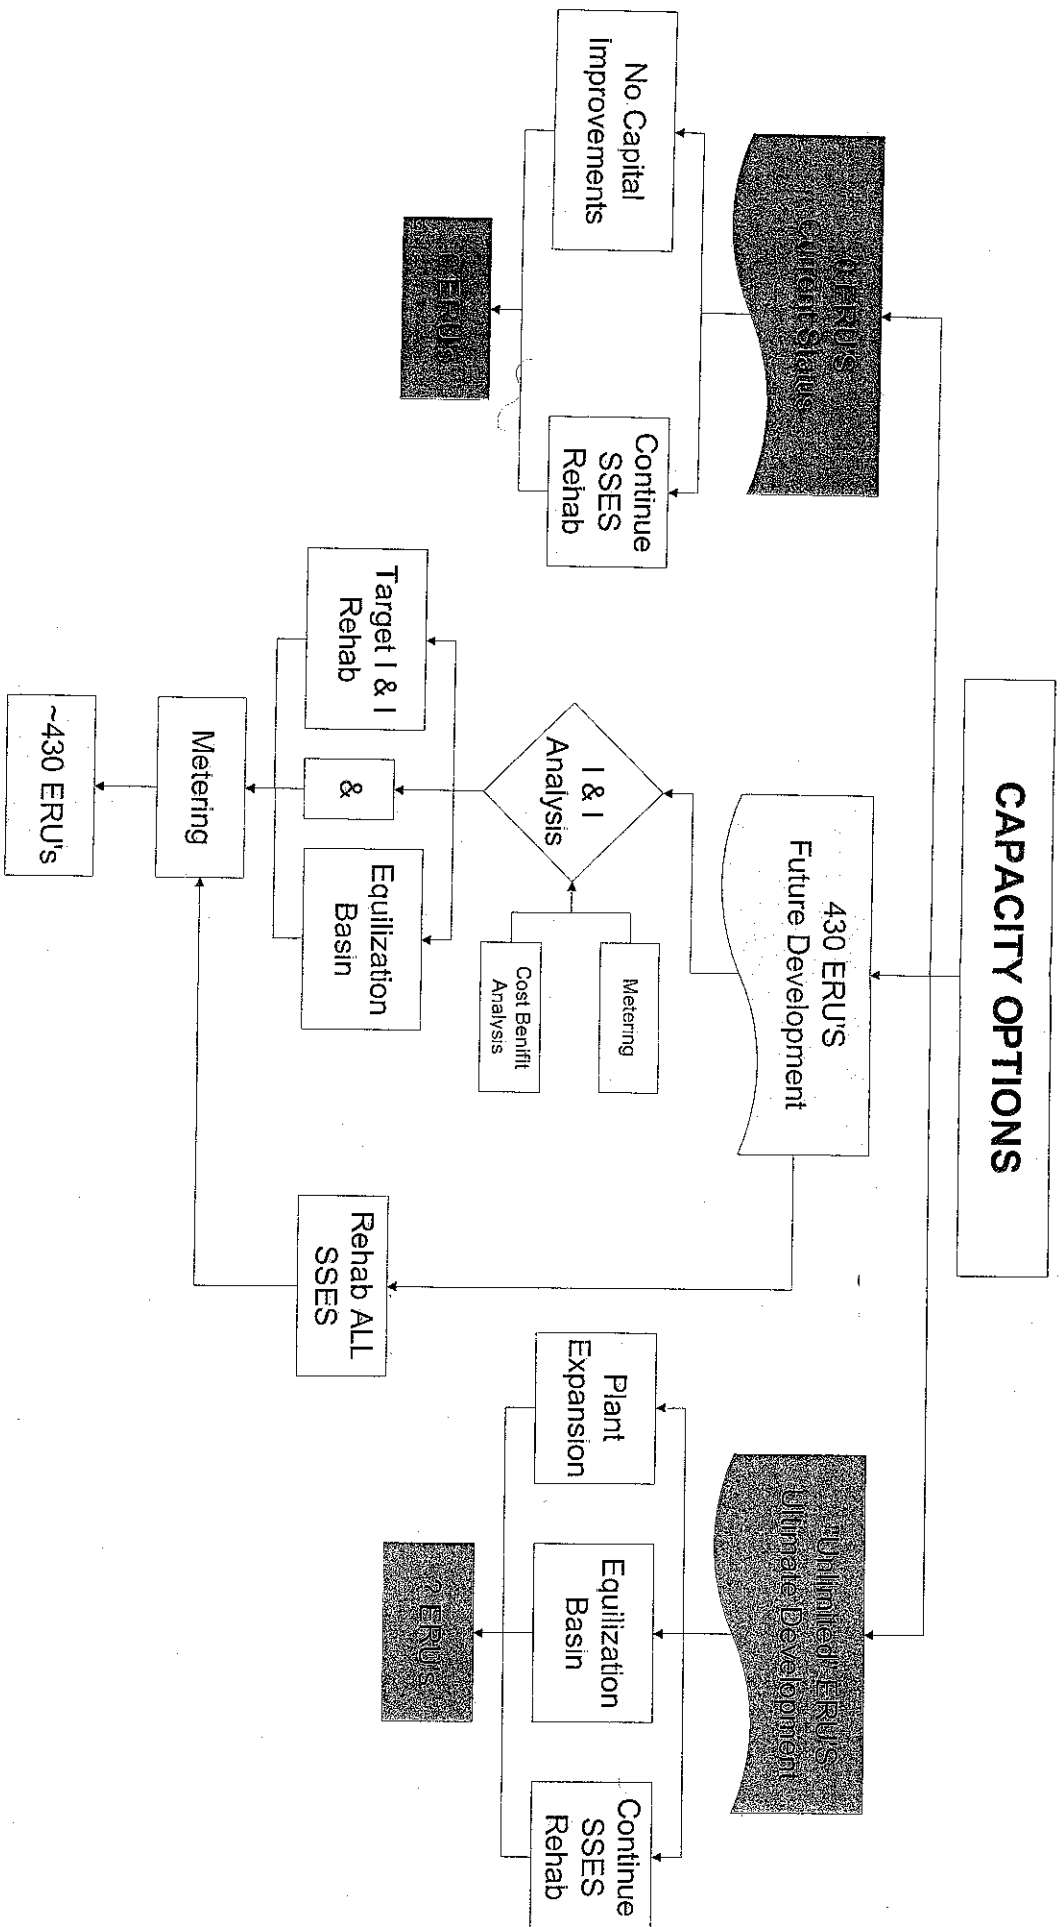 CAPACITY OPTIONS
0 ERU'S
Current Status
430 ERU'S
Future Development
"Unlimited" ERU'S
Ultimate Development
No Capital
improvements
Continue
SSES
Rehab
ERU's
I & I
Analysis
Metering
Cost Benifit
Analysis
Target I & I
Rehab
&
Equilization
Basin
Metering
~430 ERU's
Rehab ALL
SSES
Plant
Expansion
Equilization
Basin
Continue
SSES
Rehab
? ERU's